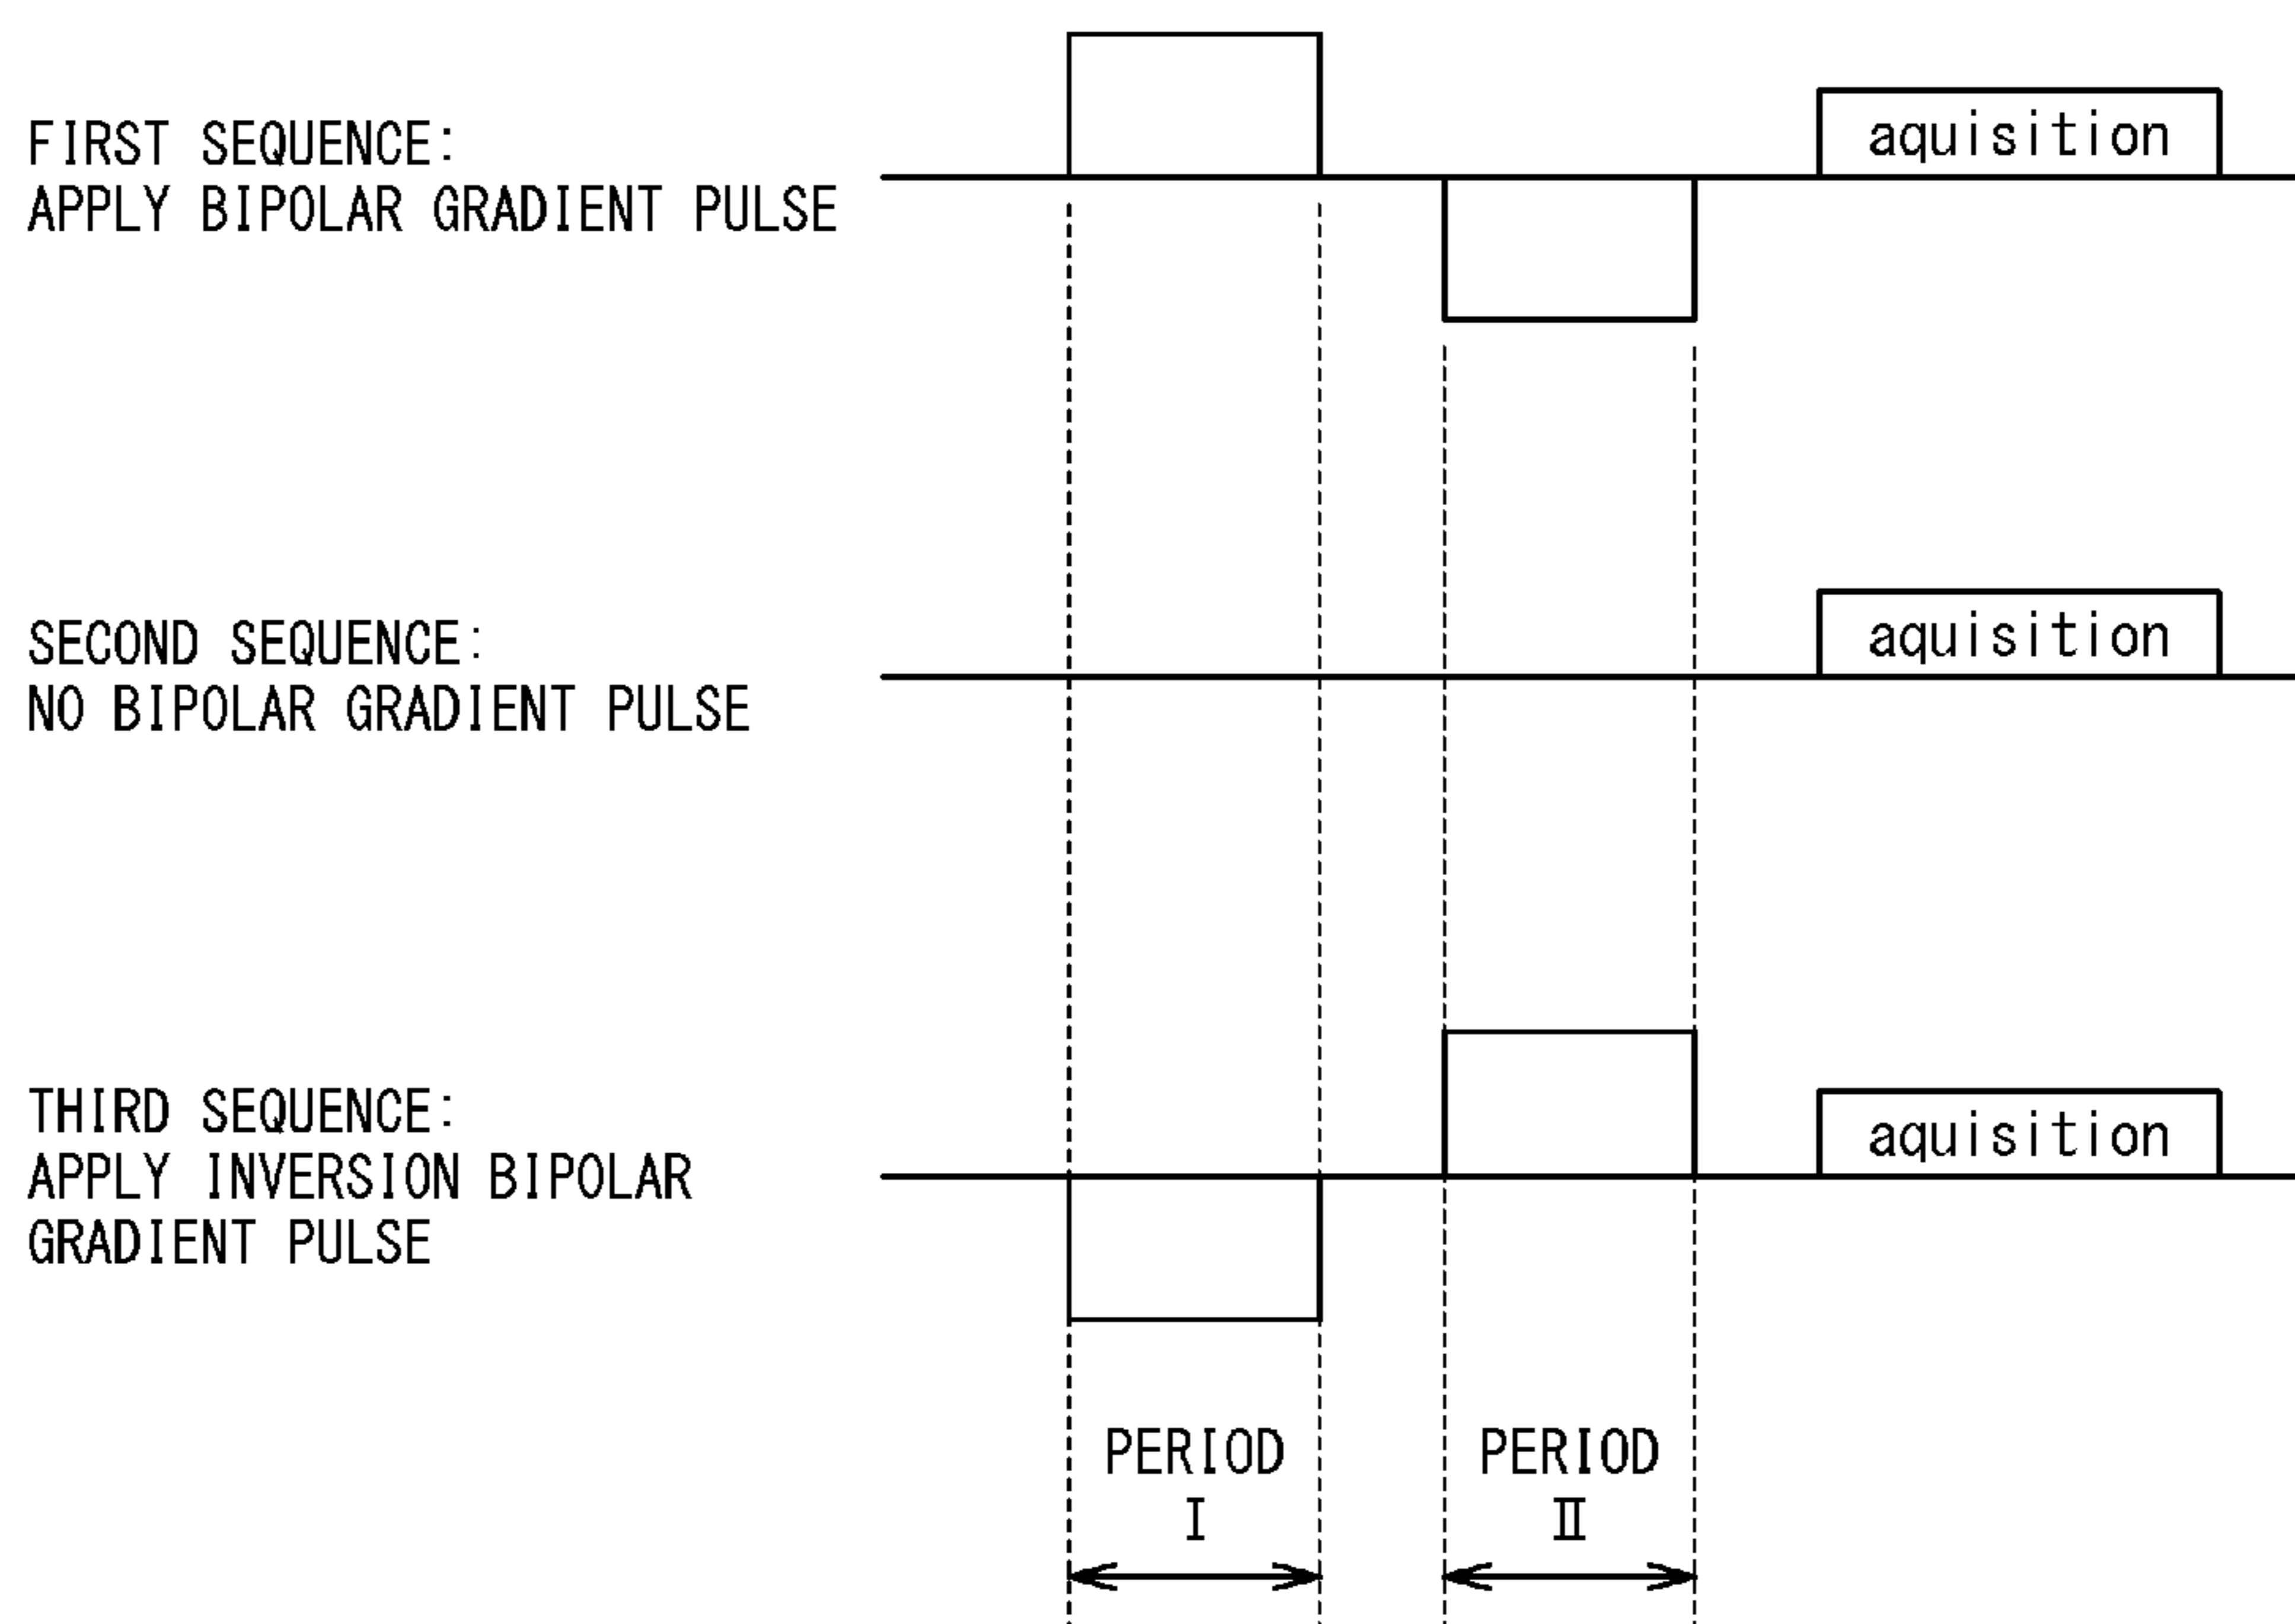 FIRST SEQUENCE:
APPLY BIPOLAR GRADIENT PULSE
aquisition
SECOND SEQUENCE:
NO BIPOLAR GRADIENT PULSE
aquisition
THIRD SEQUENCE:
APPLY INVERSION BIPOLAR
GRADIENT PULSE
aquisition
PERIOD
I
PERIOD
II